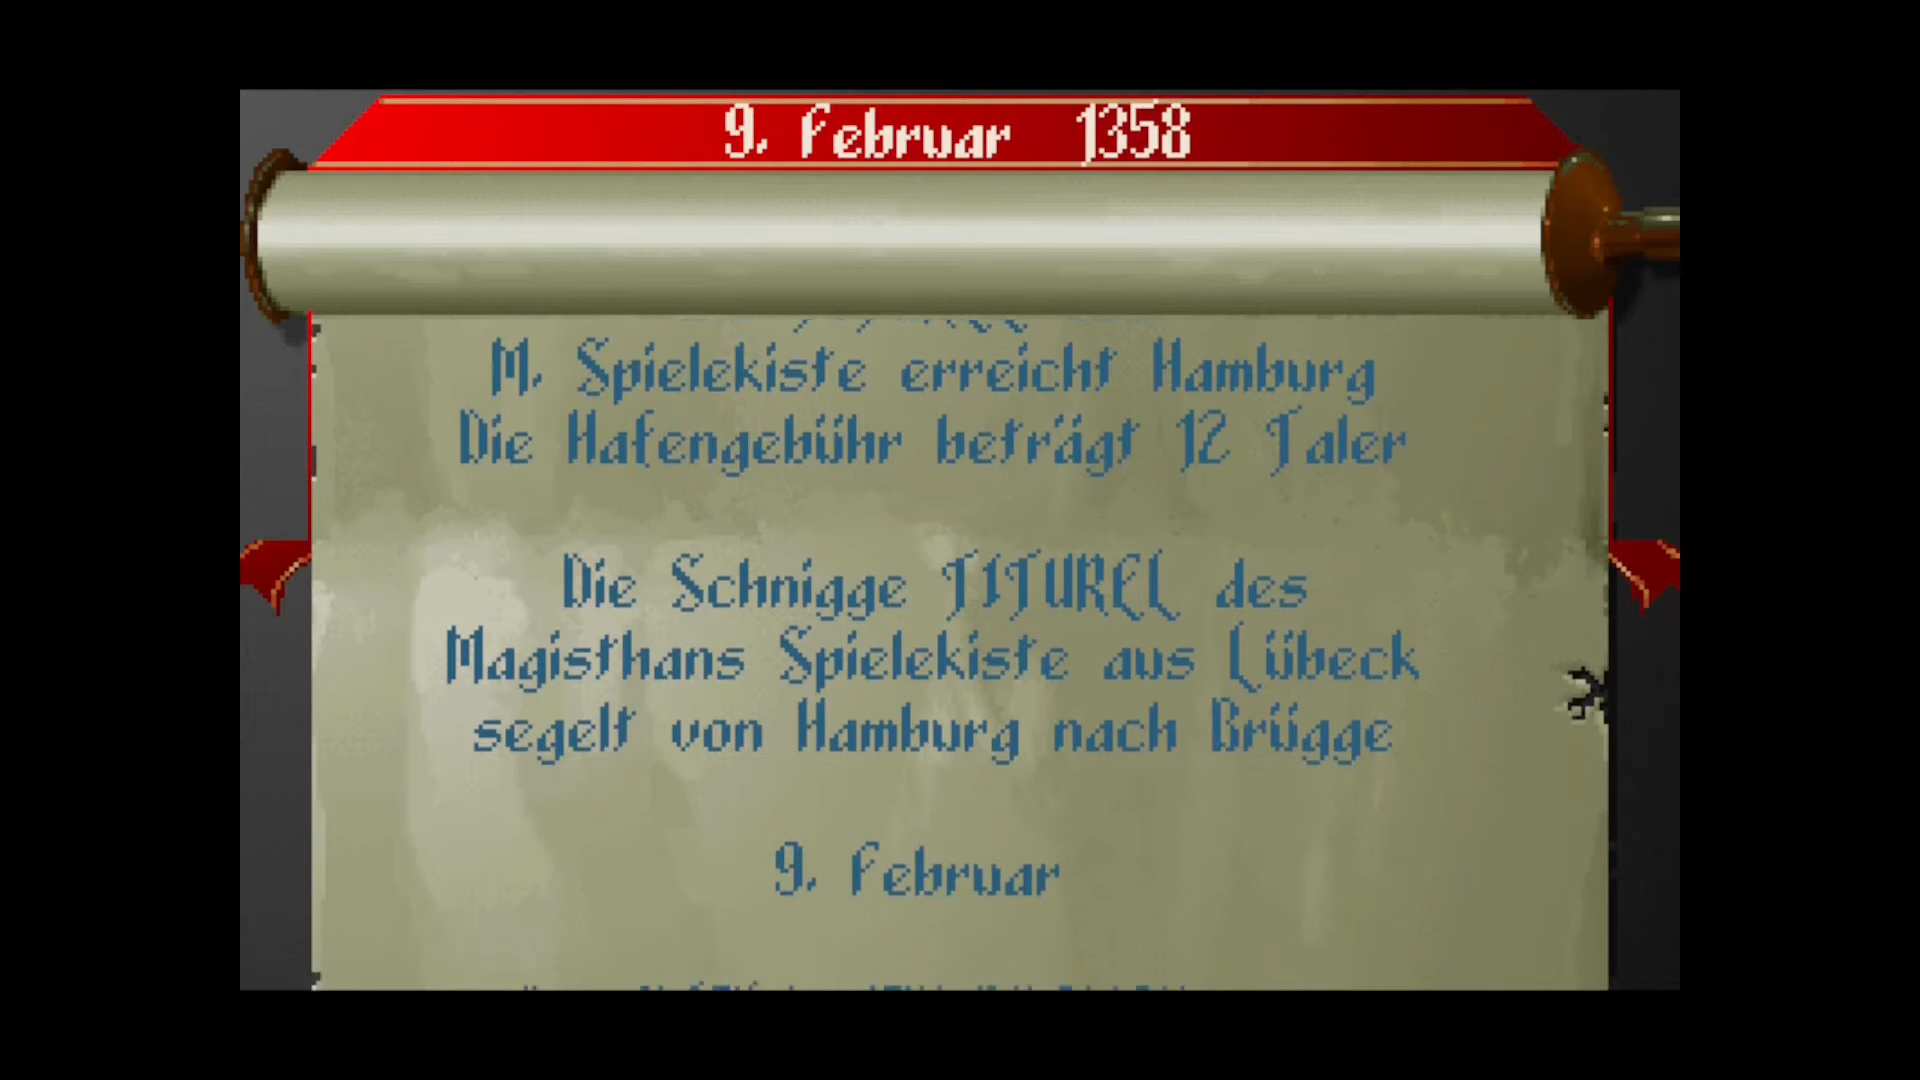 9. Februar 1358
M. Spielekiste erreicht Hamburg
Die Hafengebühr beträgt 12 Taler
Die Schnigge TITUREL des
Magisthans Spielekiste aus Lübeck
segelt von Hamburg nach Brügge
9. Februar